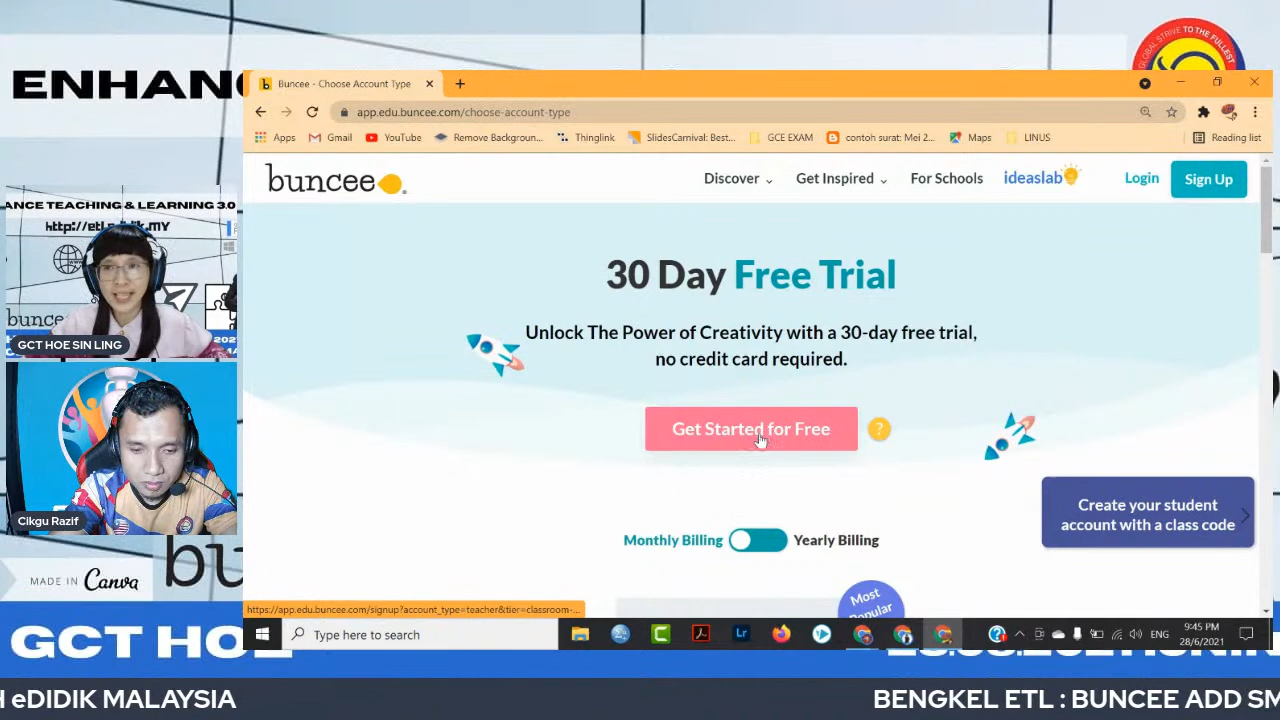 ENHANC
GLOBAL STRIVE TO THE FULLEST
Buncee - Choose Account Type
app.edu.buncee.com/choose-account-type
Apps
Gmail
YouTube
Remove Backgroun...
Thinglink
SlidesCarnival: Best...
GCE EXAM
contoh surat: Mei 2...
Maps
LINUS
Reading list
buncee
Discover
Get Inspired
For Schools
ideaslab
Login
Sign Up
30 Day Free Trial
Unlock The Power of Creativity with a 30-day free trial,
no credit card required.
Get Started for Free
?
Create your student
account with a class code
Monthly Billing
Yearly Billing
Most
Popular
https://app.edu.buncee.com/signup?account_type=teacher&tier=classroom-...
Type here to search
ENG
9:45 PM
28/6/2021
ANCE TEACHING & LEARNING 3.0
GCT HOE SIN LING
Cikgu Razif
MADE IN Canva
bu
GCT HOE
H eDIDIK MALAYSIA
BENGKEL ETL : BUNCEE ADD SM